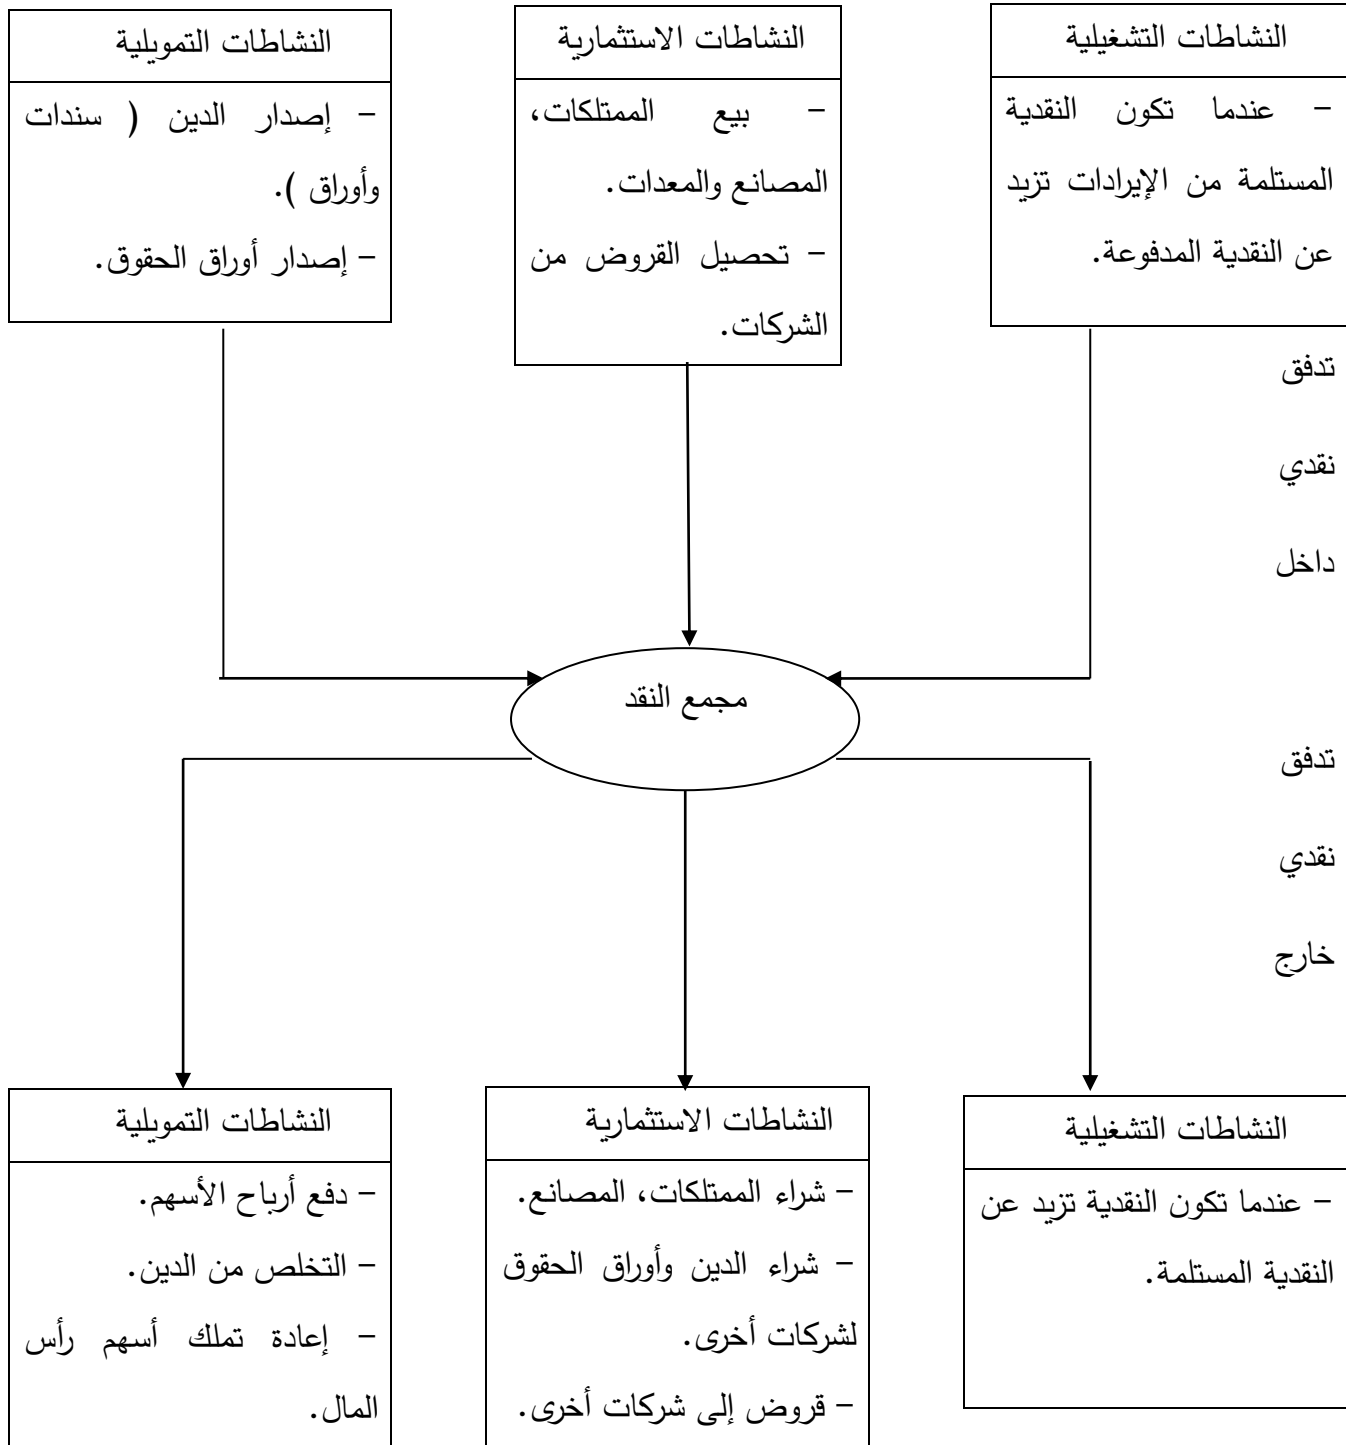 النشاطات التشغيلية
- عندما تكون النقدية
المستلمة من الإيرادات تزيد
عن النقدية المدفوعة.
النشاطات الاستثمارية
- بيع الممتلكات،
المصانع والمعدات.
- تحصيل القروض من
الشركات.
النشاطات التمويلية
- إصدار الدين ( سندات
وأوراق ).
- إصدار أوراق الحقوق.
تدفق
نقدي
داخل
مجمع النقد
تدفق
نقدي
خارج
النشاطات التشغيلية
- عندما تكون النقدية تزيد عن
النقدية المستلمة.
النشاطات الاستثمارية
- شراء الممتلكات، المصانع.
- شراء الدين وأوراق الحقوق
لشركات أخرى.
- قروض إلى شركات أخرى.
النشاطات التمويلية
- دفع أرباح الأسهم.
- التخلص من الدين.
- إعادة تملك أسهم رأس
المال.